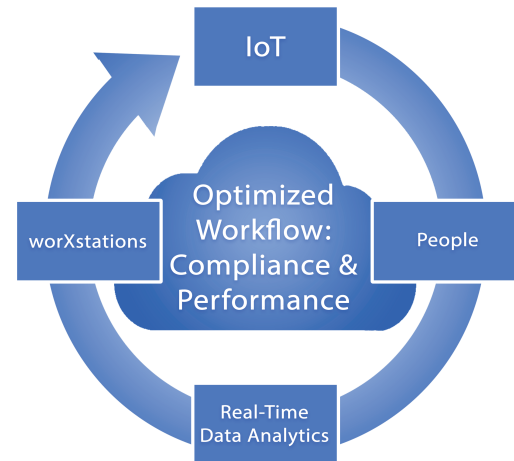 IoT
Optimized
Workflow:
Compliance &
Performance
worXstations
People
Real-Time
Data Analytics